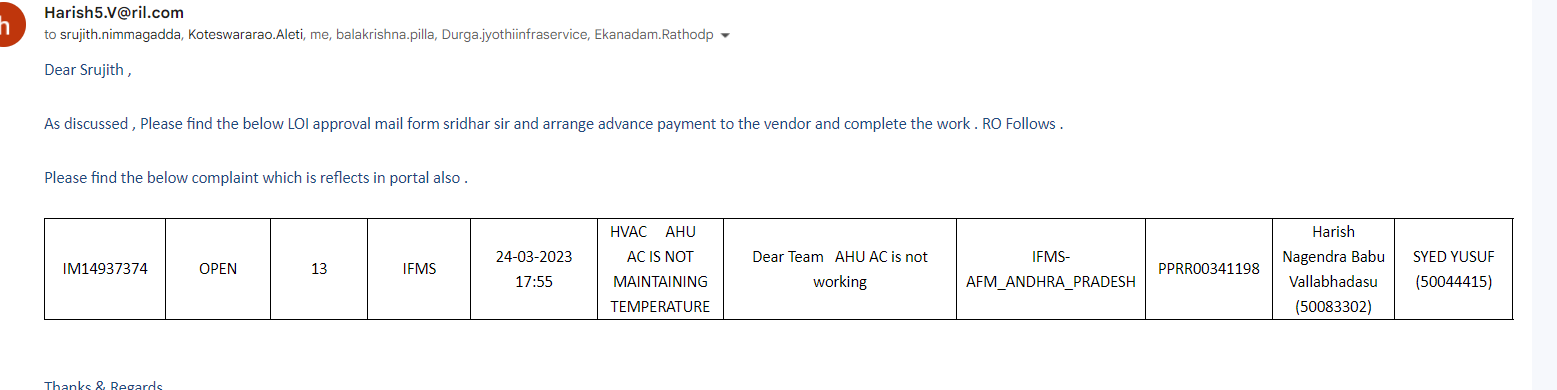 h
Harish5.V@ril.com
to srujith.nimmagadda, Koteswararao.Aleti, me, balakrishna.pilla, Durga.jyothiinfraservice, Ekanadam.Rathodp
Dear Srujith ,
As discussed , Please find the below LOI approval mail form sridhar sir and arrange advance payment to the vendor and complete the work . RO Follows .
Please find the below complaint which is reflects in portal also .
IM14937374
OPEN
13
IFMS
24-03-2023
17:55
HVAC AHU
AC IS NOT
MAINTAINING
TEMPERATURE
Dear Team AHU AC is not
working
IFMS-
AFM_ANDHRA_PRADESH
PPRR00341198
Harish
Nagendra Babu
Vallabhadasu
(50083302)
SYED YUSUF
(50044415)
Thanks & Regards